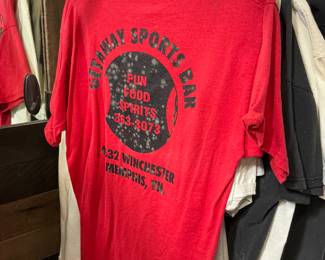 GETAWAY SPORTS BAR
FUN
FOOD
SPIRITS
363-3073
WINCHESTER
MEMPHIS, TN.